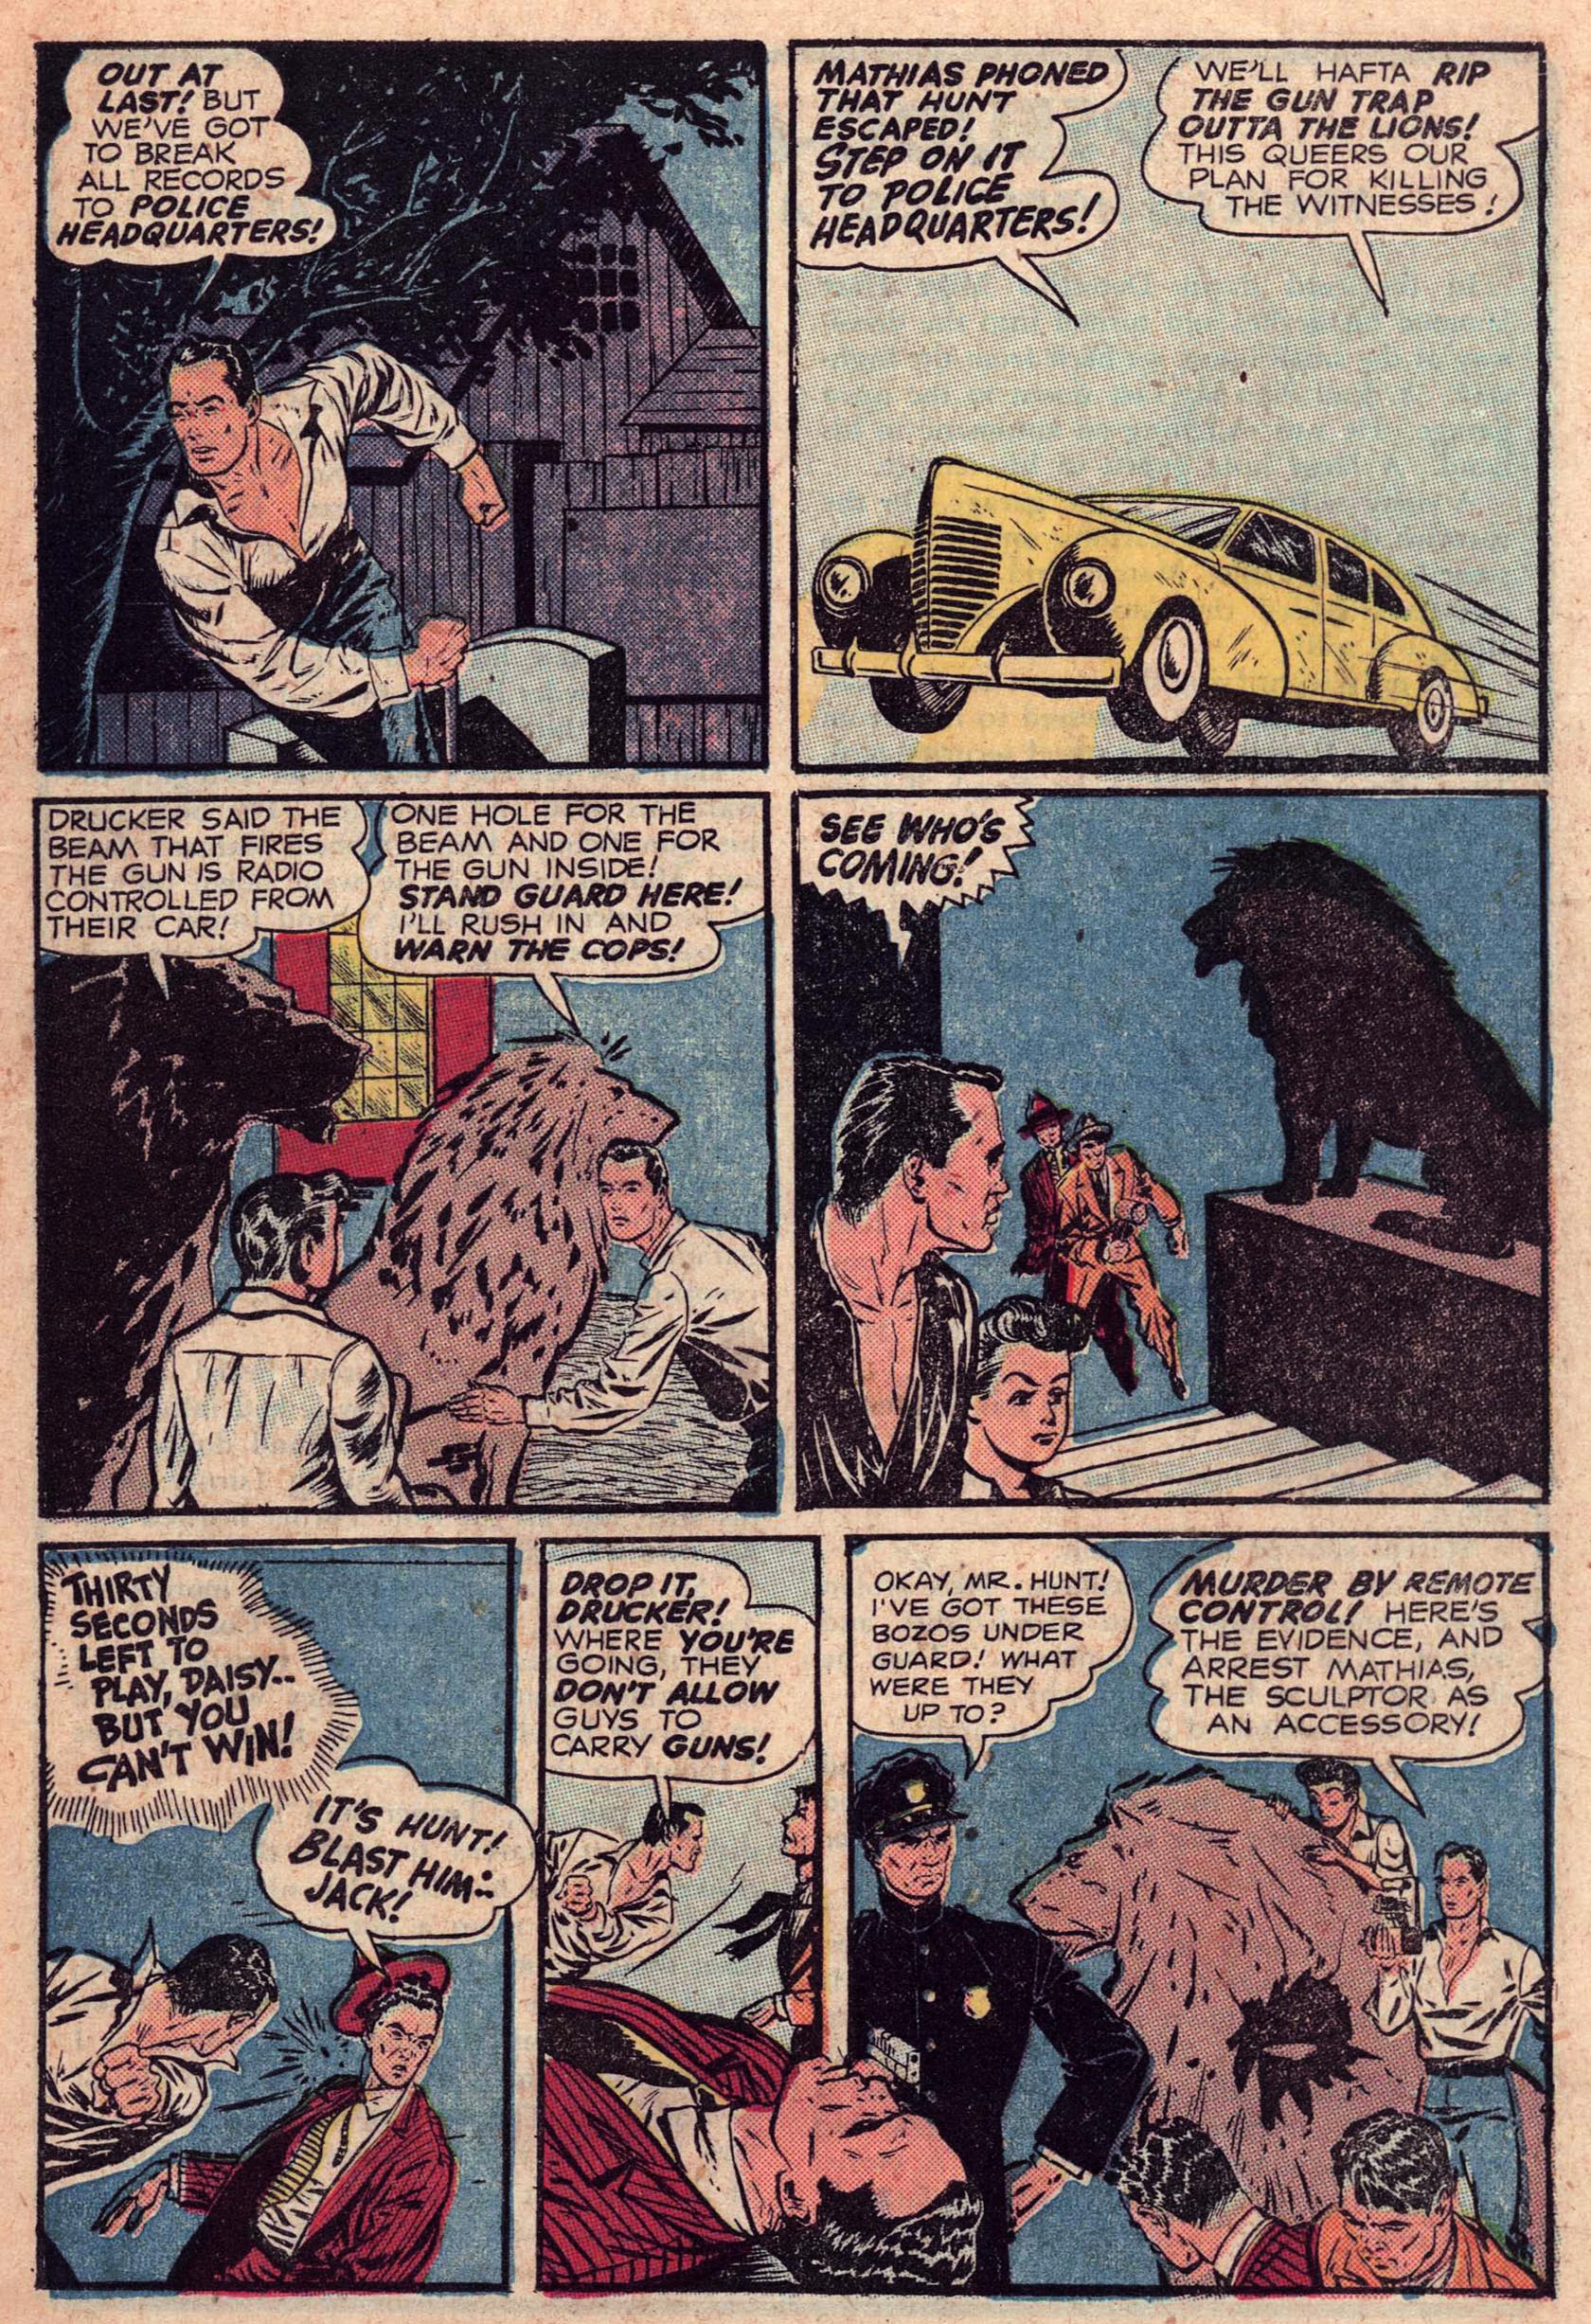 OUT AT
LAST! BUT
WE'VE GOT
TO BREAK
ALL RECORDS
TO POLICE
HEADQUARTERS!
MATHIAS PHONED
THAT HUNT
ESCAPED!
STEP ON IT
TO POLICE
HEADQUARTERS!
WE'LL HAFTA RIP
THE GUN TRAP
OUTTA THE LIONS!
THIS QUEERS OUR
PLAN FOR KILLING
THE WITNESSES!
DRUCKER SAID THE
BEAM THAT FIRES
THE GUN IS RADIO
CONTROLLED FROM
THEIR CAR!
ONE HOLE FOR THE
BEAM AND ONE FOR
THE GUN INSIDE!
STAND GUARD HERE!
I'LL RUSH IN AND
WARN THE COPS!
SEE WHO'S
COMING!
THIRTY
SECONDS
LEFT TO
PLAY, DAISY..
BUT YOU
CAN'T WIN!
IT'S HUNT!
BLAST HIM--
JACK!
DROP IT,
DRUCKER!
WHERE YOU'RE
GOING, THEY
DON'T ALLOW
GUYS TO
CARRY GUNS!
OKAY, MR. HUNT!
I'VE GOT THESE
BOZOS UNDER
GUARD! WHAT
WERE THEY
UP TO?
MURDER BY REMOTE
CONTROL! HERE'S
THE EVIDENCE, AND
ARREST MATHIAS,
THE SCULPTOR AS
AN ACCESSORY!